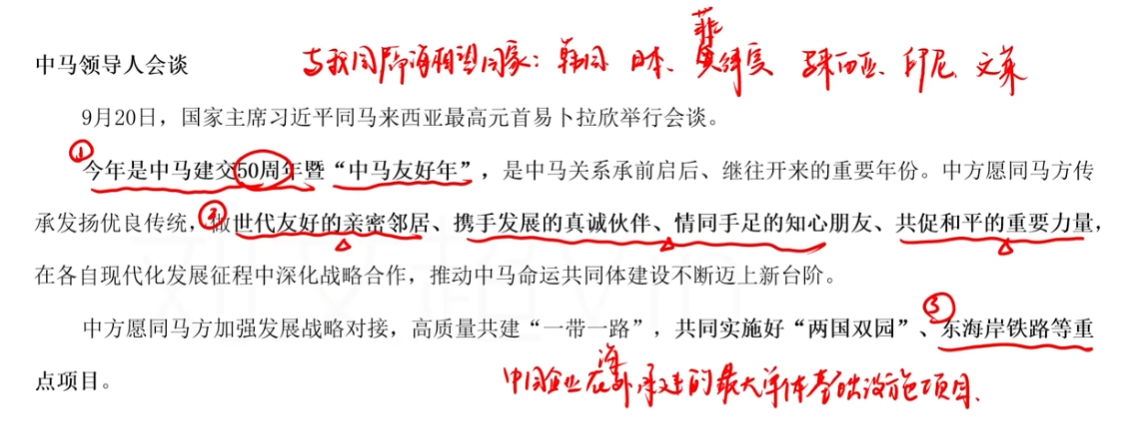 中马领导人会谈 与我国隔海相望国家：韩国 日本、菲律宾 马来西亚、印尼、文莱
9月20日，国家主席习近平同马来西亚最高元首易卜拉欣举行会谈。
①今年是中马建交50周年暨“中马友好年”，是中马关系承前启后、继往开来的重要年份。中方愿同马方传
承发扬优良传统，②做世代友好的亲密邻居、携手发展的真诚伙伴、情同手足的知心朋友、共促和平的重要力量，
在各自现代化发展征程中深化战略合作，推动中马命运共同体建设不断迈上新台阶。
中方愿同马方加强发展战略对接，高质量共建“一带一路”，共同实施好“两国双园”、③东海岸铁路等重
点项目。 中国企业在海外承建的最大单体基础设施项目.